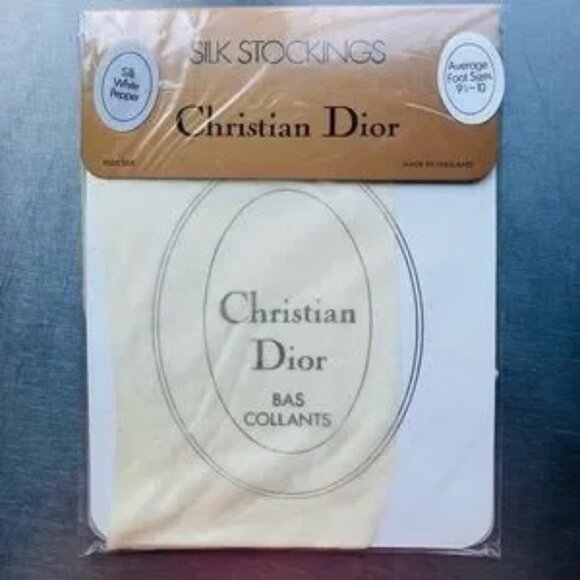 SILK STOCKINGS
Silk
White
Pepper
Average
Foot Sizes
9½–10
Christian Dior
MADE IN ENGLAND
Christian
Dior
BAS
COLLANTS